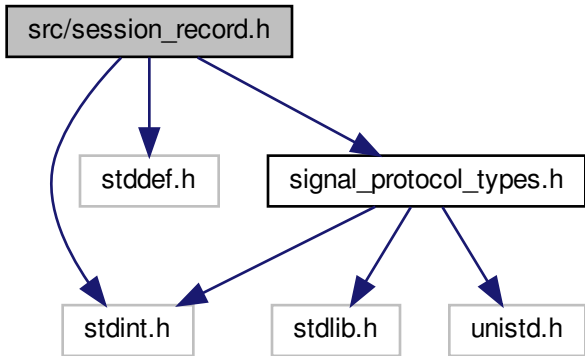 src/session_record.h
stddef.h
signal_protocol_types.h
stdint.h
stdlib.h
unistd.h